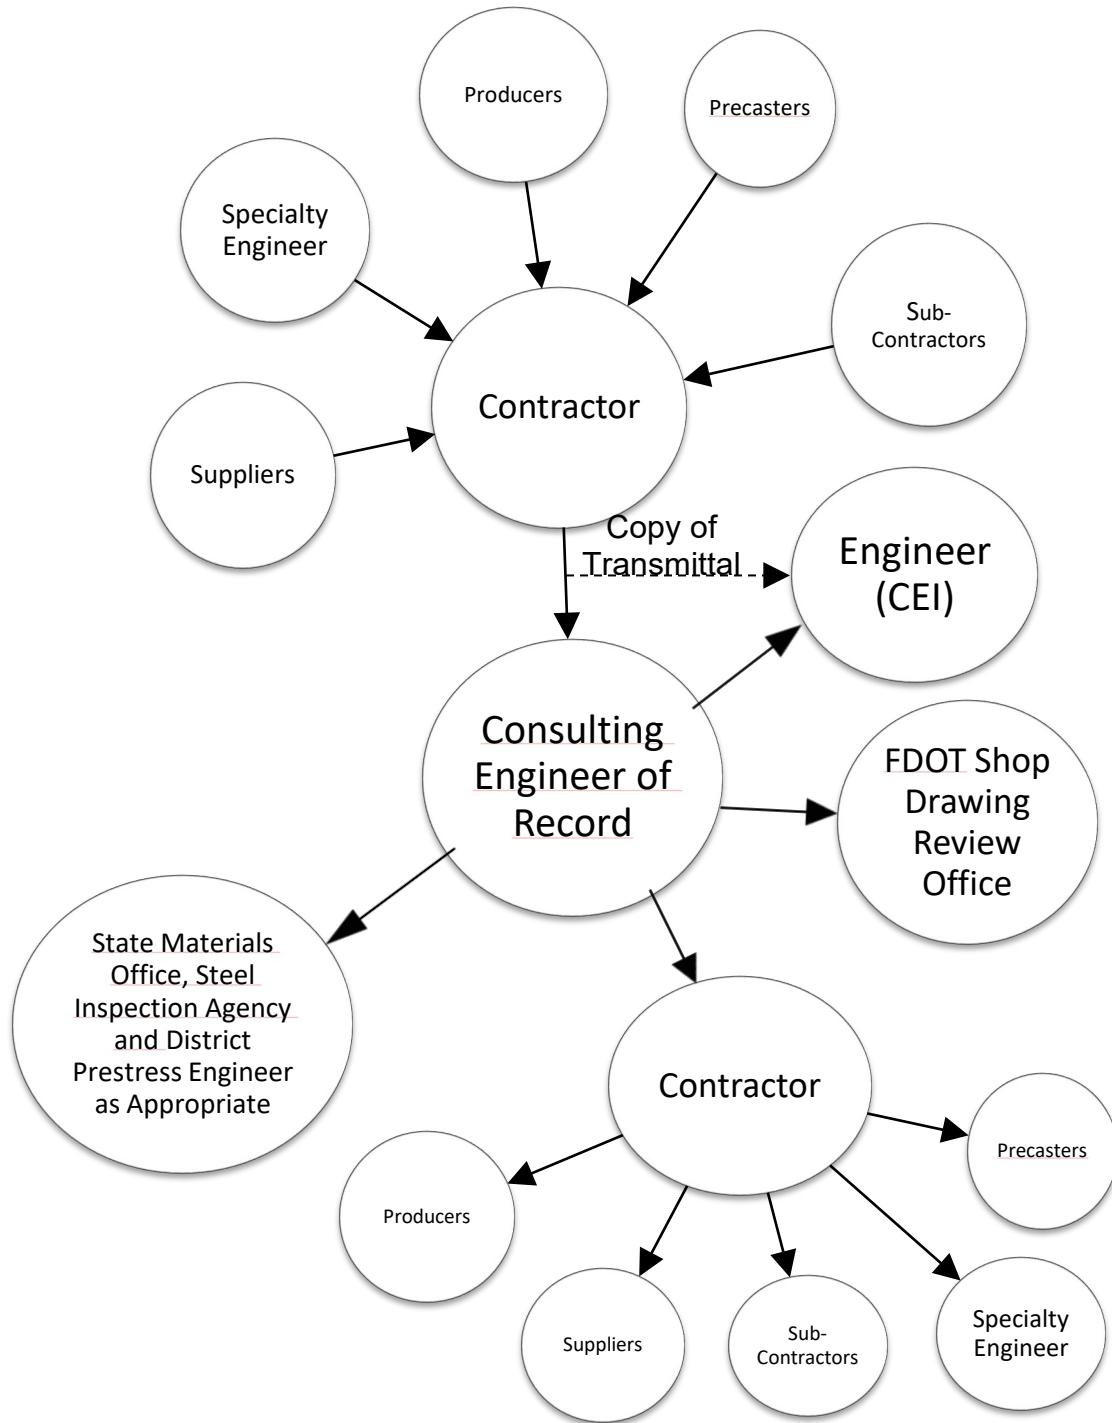 Producers
Precasters
Specialty
Engineer
Sub-
Contractors
Contractor
Suppliers
Copy of
Transmittal
Engineer
(CEI)
Consulting
Engineer of
Record
FDOT Shop
Drawing
Review
Office
State Materials
Office, Steel
Inspection Agency
and District
Prestress Engineer
as Appropriate
Contractor
Precasters
Producers
Suppliers
Sub-
Contractors
Specialty
Engineer